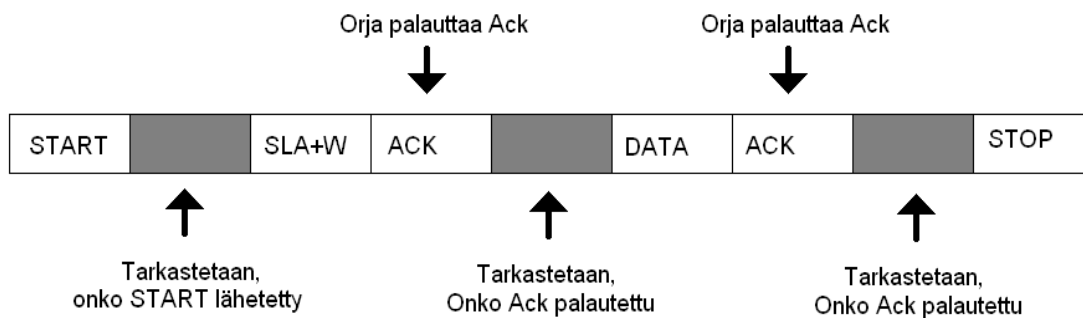 Orja palauttaa Ack
Orja palauttaa Ack
START
SLA+W
ACK
DATA
ACK
STOP
Tarkastetaan,
onko START lähetetty
Tarkastetaan,
Onko Ack palautettu
Tarkastetaan,
Onko Ack palautettu